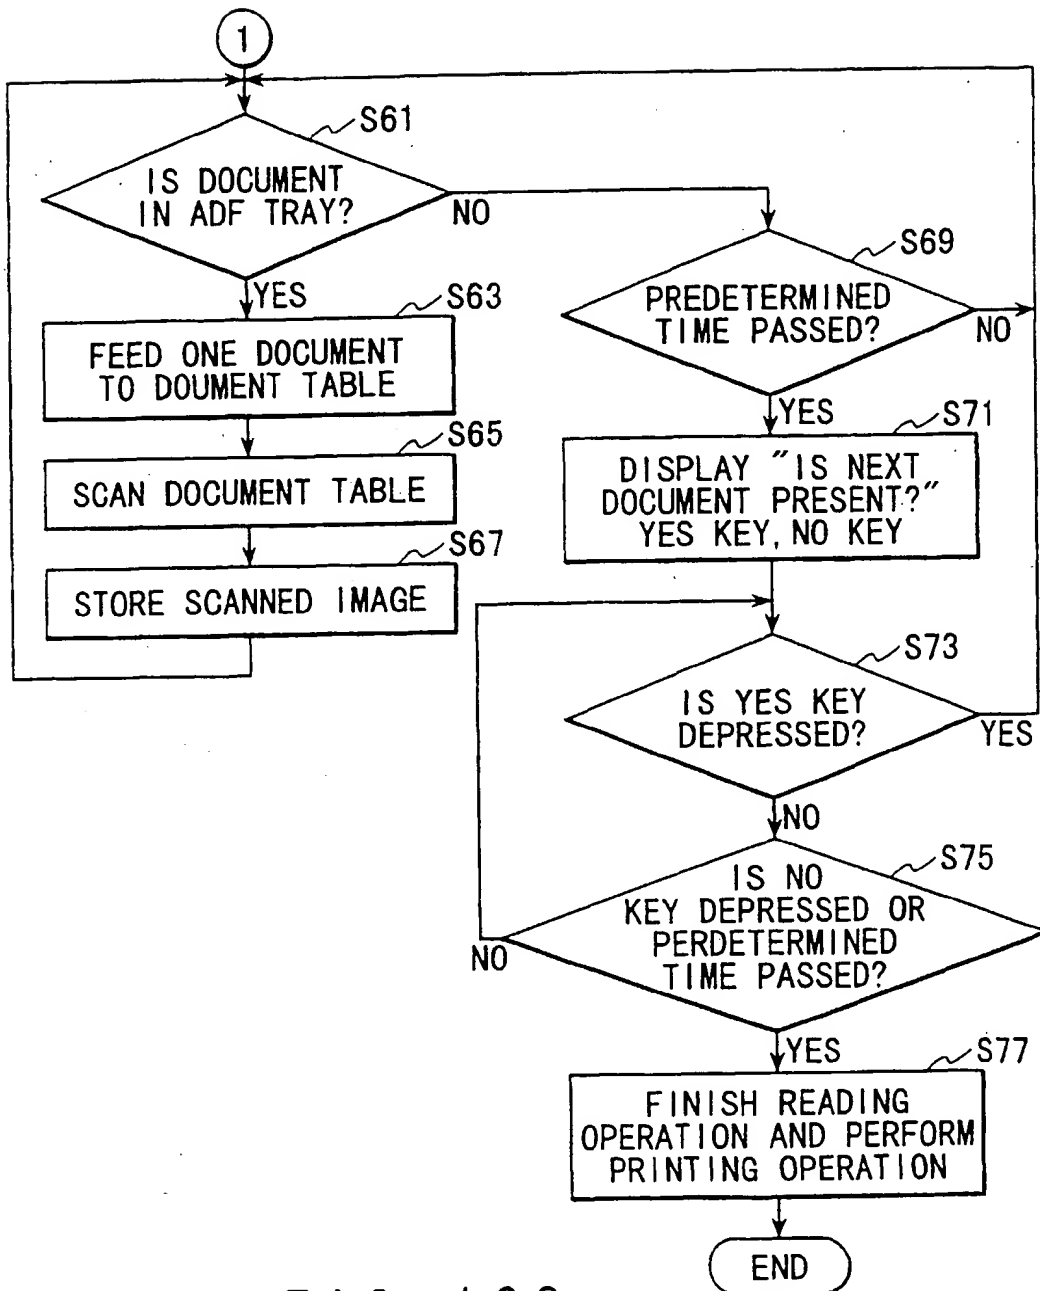 1
S61
IS DOCUMENT
IN ADF TRAY?
NO
YES
S63
FEED ONE DOCUMENT
TO DOUMENT TABLE
S65
SCAN DOCUMENT TABLE
S67
STORE SCANNED IMAGE
S69
PREDETERMINED
TIME PASSED?
NO
YES
S71
DISPLAY "IS NEXT
DOCUMENT PRESENT?"
YES KEY, NO KEY
S73
IS YES KEY
DEPRESSED?
YES
NO
S75
IS NO
KEY DEPRESSED OR
PERDETERMINED
TIME PASSED?
NO
YES
S77
FINISH READING
OPERATION AND PERFORM
PRINTING OPERATION
END